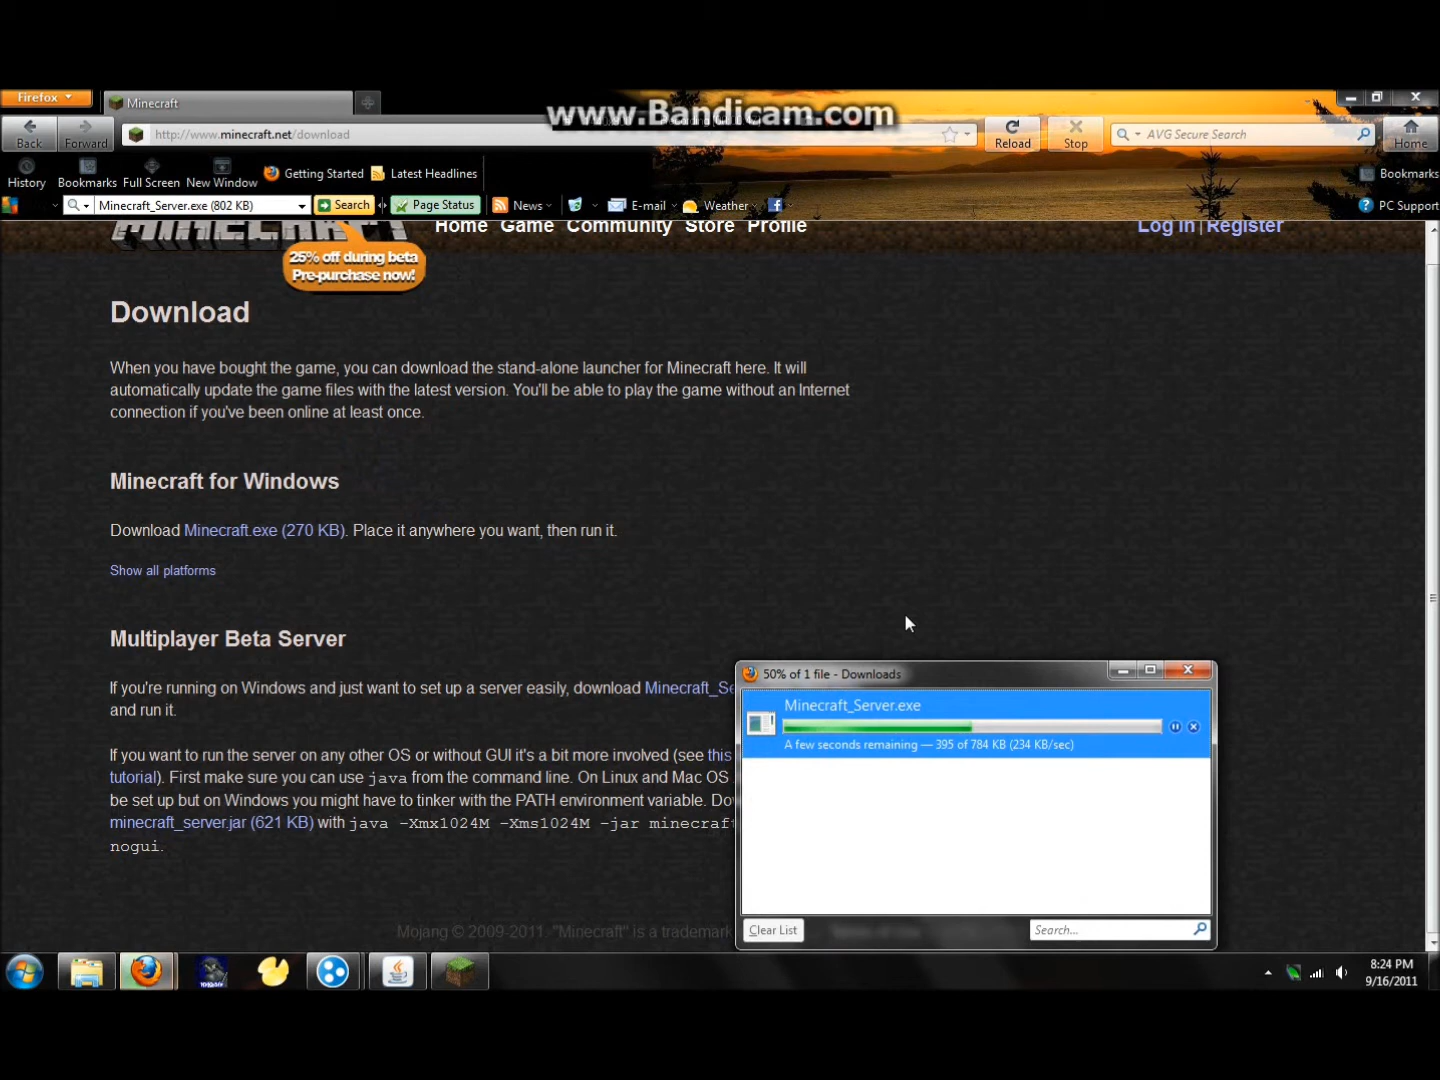 Firefox
Minecraft
www.Bandicam.com
Back
Forward
http://www.minecraft.net/download
Reload
Stop
AVG Secure Search
Home
History
Bookmarks
Full Screen
New Window
Getting Started
Latest Headlines
Bookmarks
Minecraft_Server.exe (802 KB)
Search
Page Status
News
E-mail
Weather
PC Support
MINECRAFT
Home Game Community Store Profile
Log in | Register
25% off during beta
Pre-purchase now!
Download
When you have bought the game, you can download the stand-alone launcher for Minecraft here. It will
automatically update the game files with the latest version. You'll be able to play the game without an Internet
connection if you've been online at least once.
Minecraft for Windows
Download Minecraft.exe (270 KB). Place it anywhere you want, then run it.
Show all platforms
Multiplayer Beta Server
If you're running on Windows and just want to set up a server easily, download Minecraft_Se
and run it.
If you want to run the server on any other OS or without GUI it's a bit more involved (see this
tutorial). First make sure you can use java from the command line. On Linux and Mac OS
be set up but on Windows you might have to tinker with the PATH environment variable. Do
minecraft_server.jar (621 KB) with java -Xmx1024M -Xms1024M -jar minecraft
nogui.
Mojang © 2009-2011. "Minecraft" is a trademark
50% of 1 file - Downloads
Minecraft_Server.exe
A few seconds remaining — 395 of 784 KB (234 KB/sec)
Clear List
Search...
8:24 PM
9/16/2011